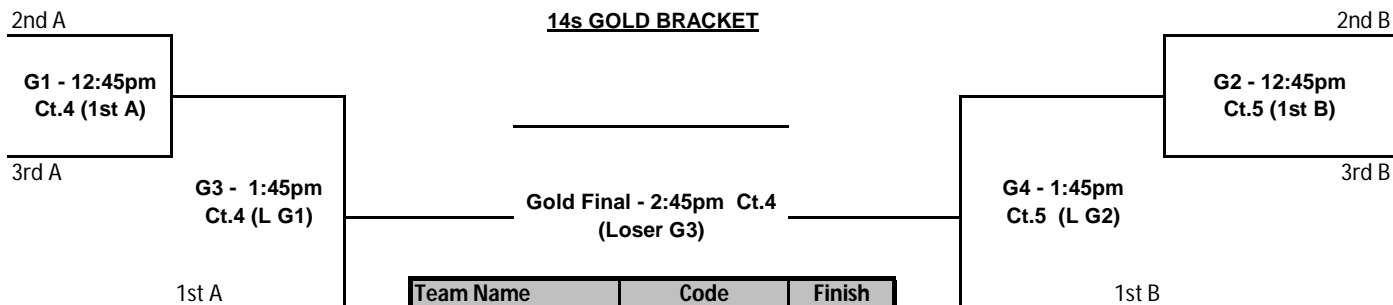 2nd A
14s GOLD BRACKET
2nd B
G1 - 12:45pm
Ct.4 (1st A)
G2 - 12:45pm
Ct.5 (1st B)
3rd A
3rd B
G3 - 1:45pm
Ct.4 (L G1)
Gold Final - 2:45pm Ct.4
(Loser G3)
G4 - 1:45pm
Ct.5 (L G2)
1st A
Team Name Code Finish
1st B